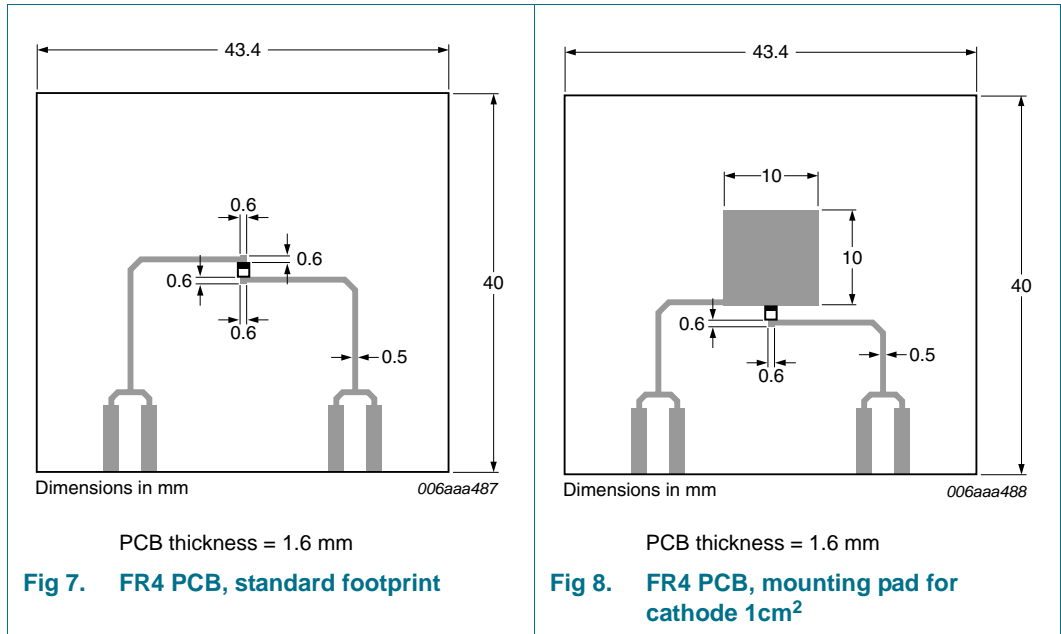 43.4
0.6
0.6
0.6
0.6
40
0.5
Dimensions in mm
006aaa487
PCB thickness = 1.6 mm
Fig 7. FR4 PCB, standard footprint
43.4
10
10
40
0.6
0.6
0.5
Dimensions in mm
006aaa488
PCB thickness = 1.6 mm
Fig 8. FR4 PCB, mounting pad for
cathode 1cm²